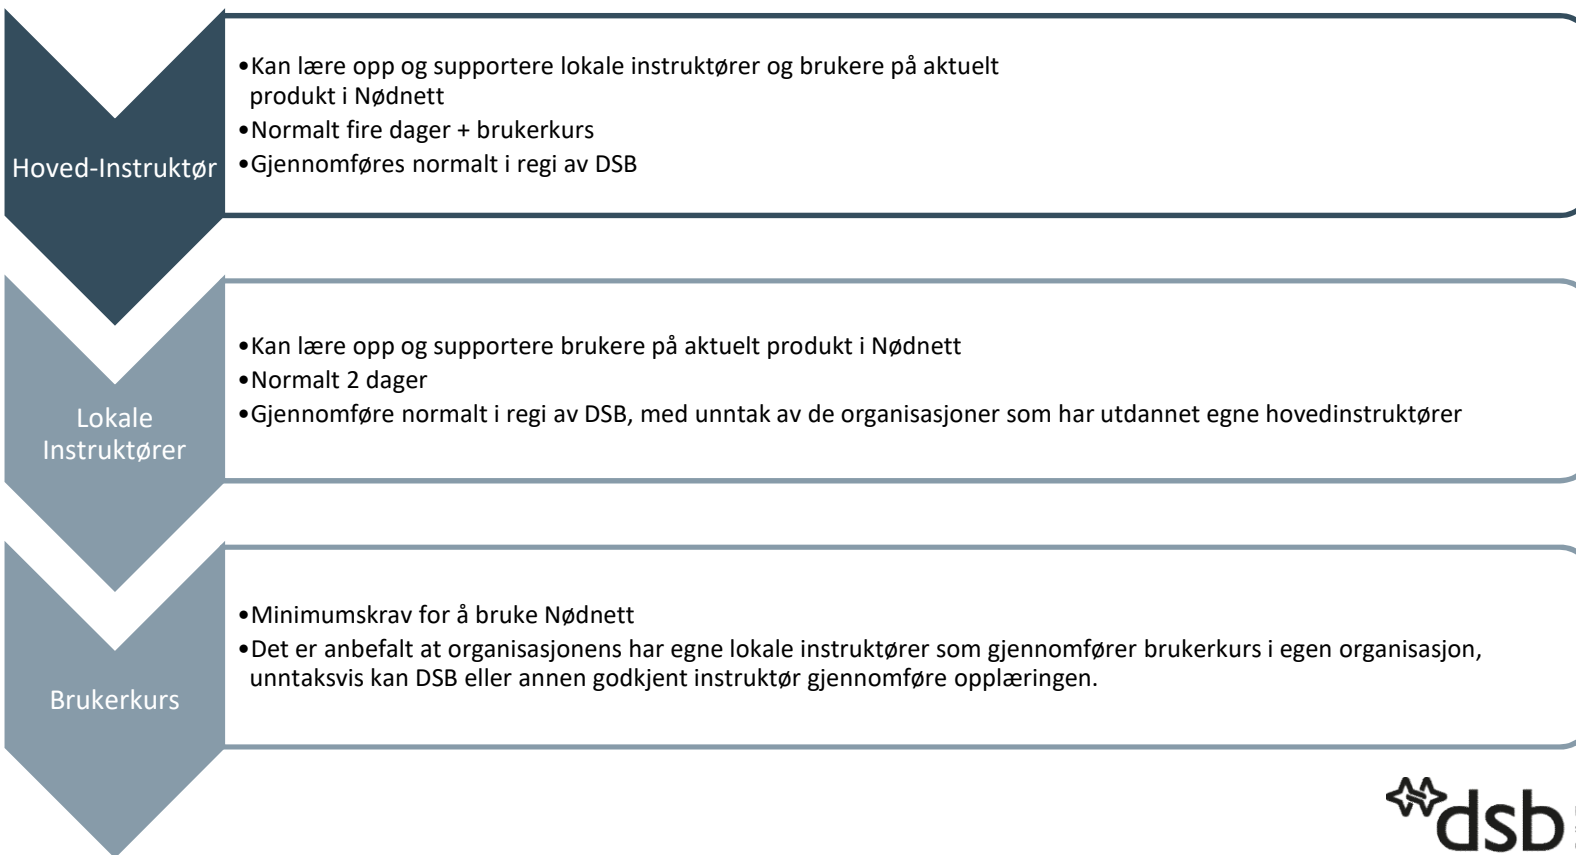 Hoved-Instruktør
•Kan lære opp og supportere lokale instruktører og brukere på aktuelt
produkt i Nødnett
•Normalt fire dager + brukerkurs
•Gjennomføres normalt i regi av DSB
Lokale
Instruktører
•Kan lære opp og supportere brukere på aktuelt produkt i Nødnett
•Normalt 2 dager
•Gjennomføre normalt i regi av DSB, med unntak av de organisasjoner som har utdannet egne hovedinstruktører
Brukerkurs
•Minimumskrav for å bruke Nødnett
•Det er anbefalt at organisasjonens har egne lokale instruktører som gjennomfører brukerkurs i egen organisasjon,
unntaksvis kan DSB eller annen godkjent instruktør gjennomføre opplæringen.
dsb